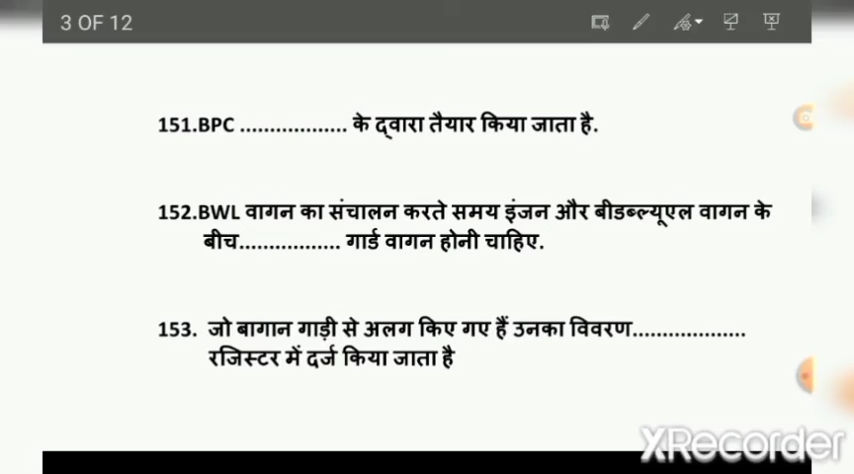 3 OF 12
151.BPC .................. के द्वारा तैयार किया जाता है.
152.BWL वागन का संचालन करते समय इंजन और बीडब्ल्यूएल वागन के
बीच................. गार्ड वागन होनी चाहिए.
153. जो बागान गाड़ी से अलग किए गए हैं उनका विवरण...................
रजिस्टर में दर्ज किया जाता है
XRecorder